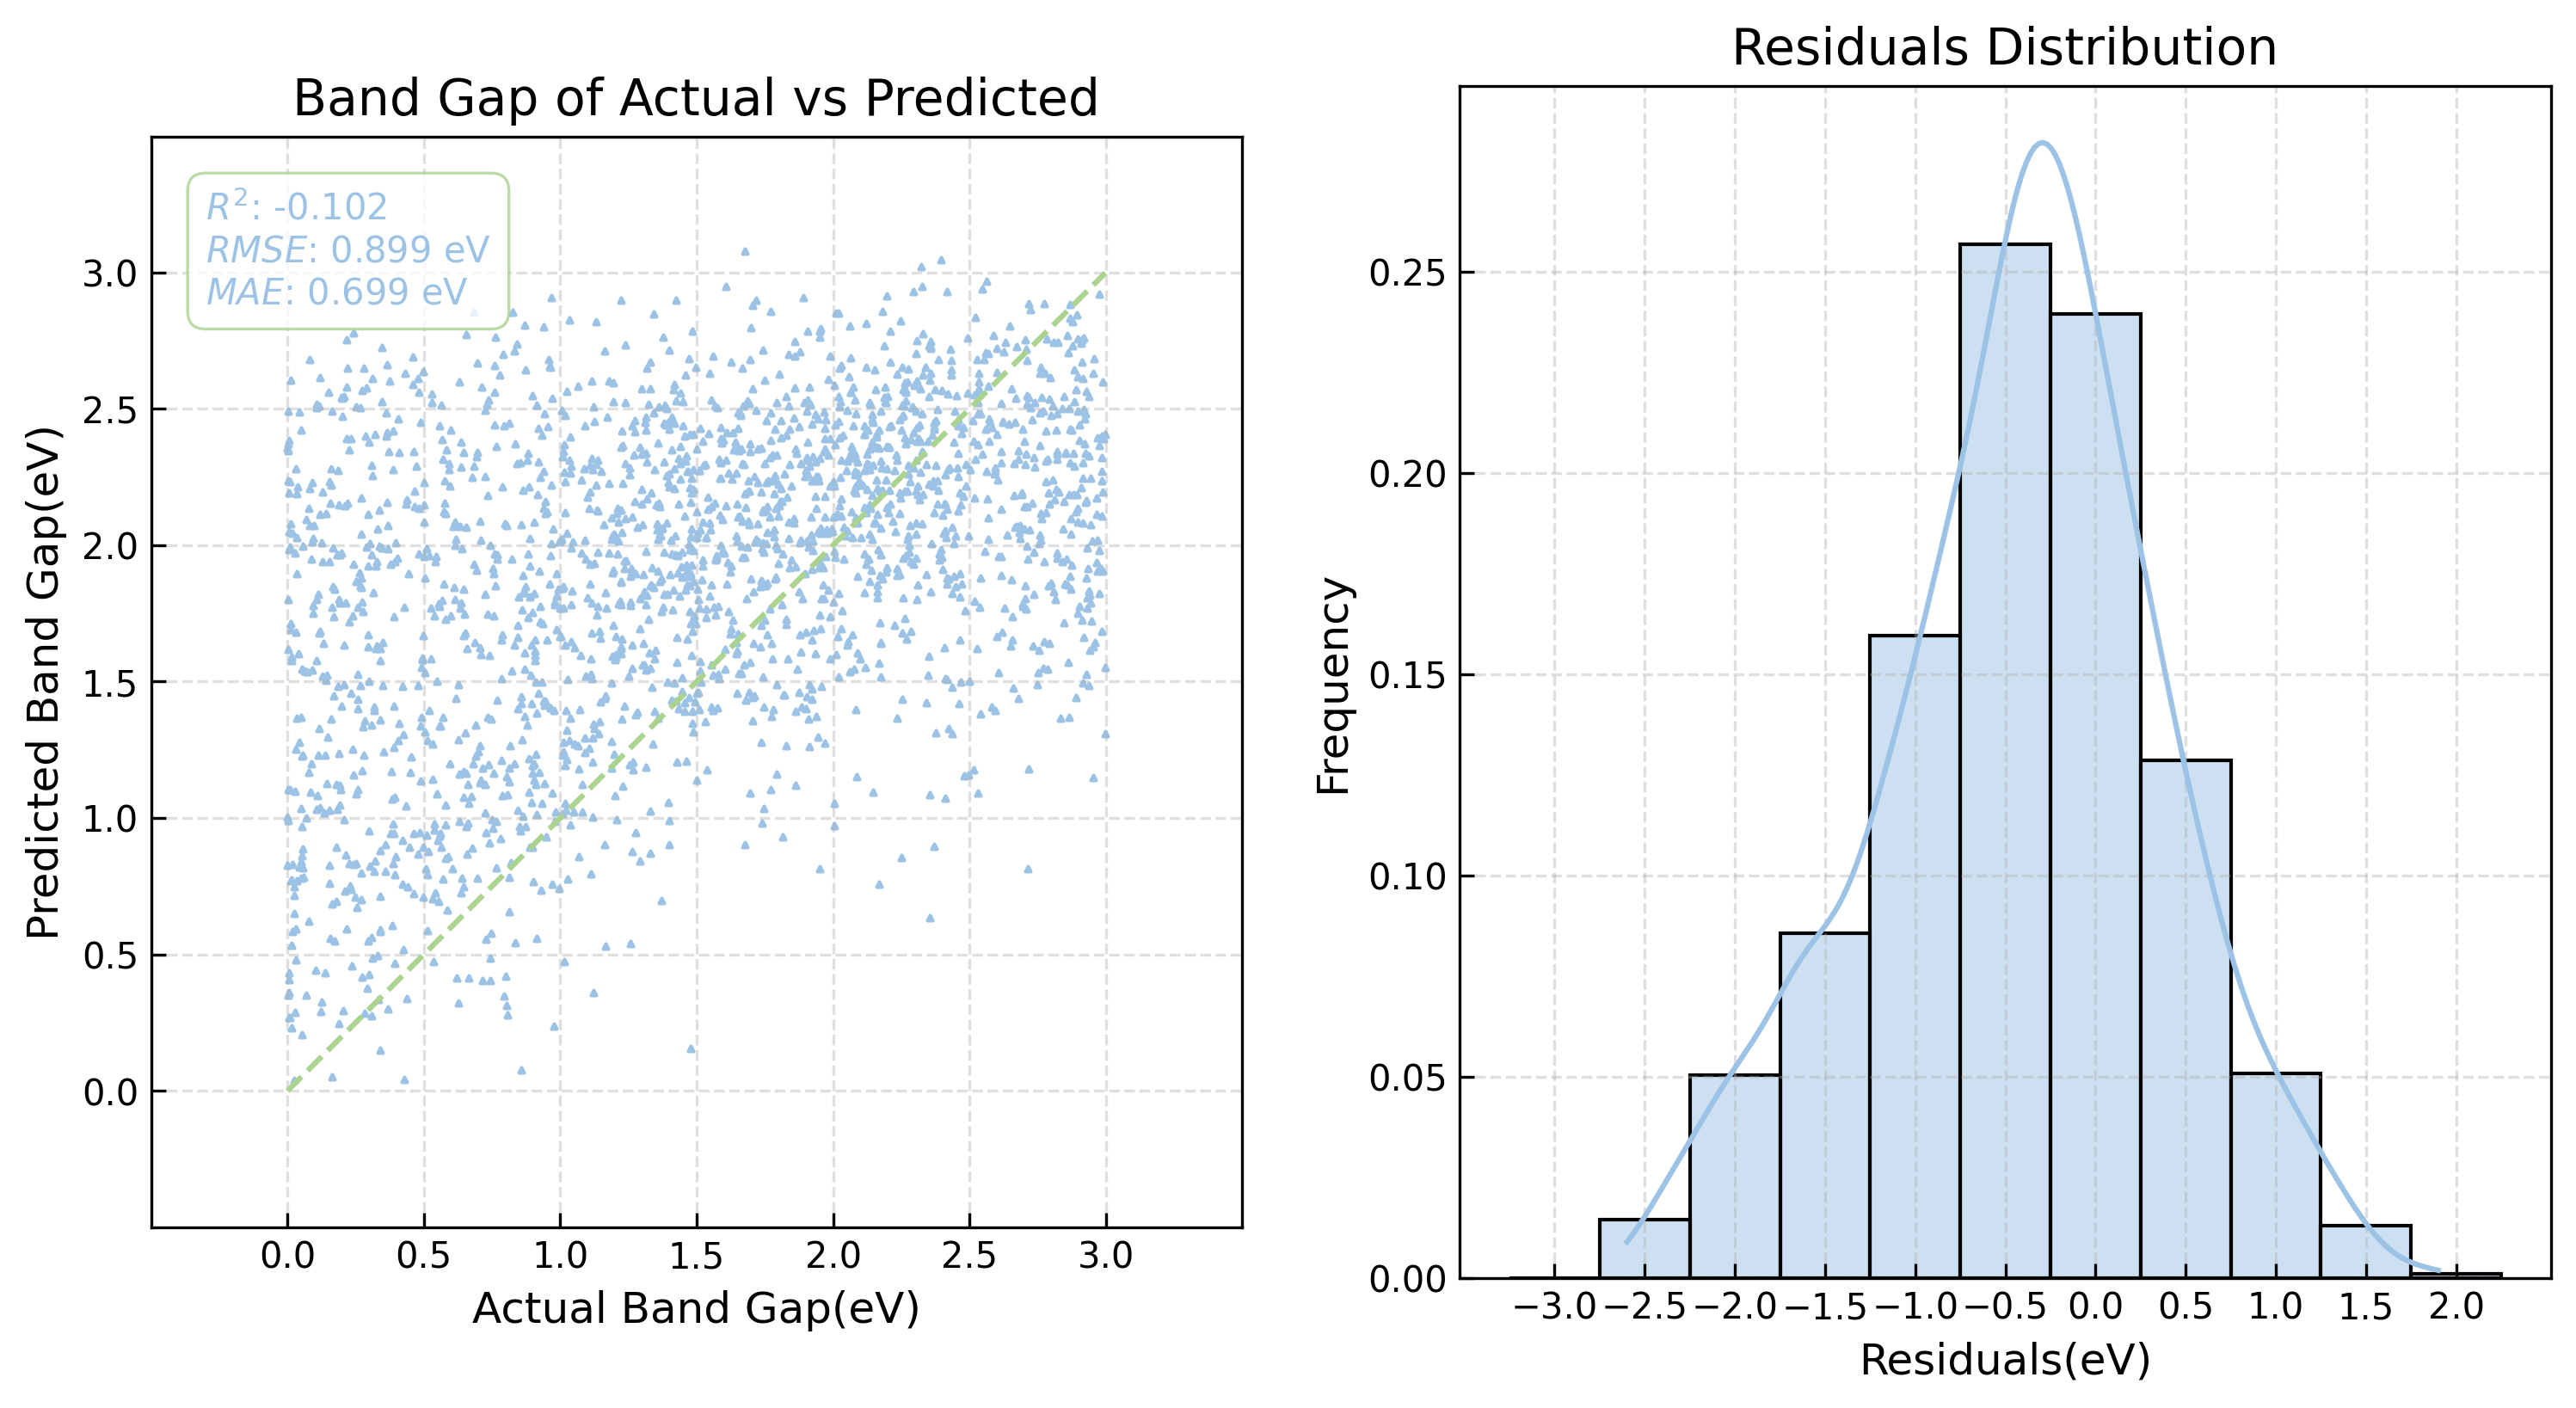 Band Gap of Actual vs Predicted
R²: -0.102
RMSE: 0.899 eV
MAE: 0.699 eV
Predicted Band Gap(eV)
3.0
2.5
2.0
1.5
1.0
0.5
0.0
0.0 0.5 1.0 1.5 2.0 2.5 3.0
Actual Band Gap(eV)
Residuals Distribution
Frequency
0.25
0.20
0.15
0.10
0.05
0.00
−3.0 −2.5 −2.0 −1.5 −1.0 −0.5 0.0 0.5 1.0 1.5 2.0
Residuals(eV)